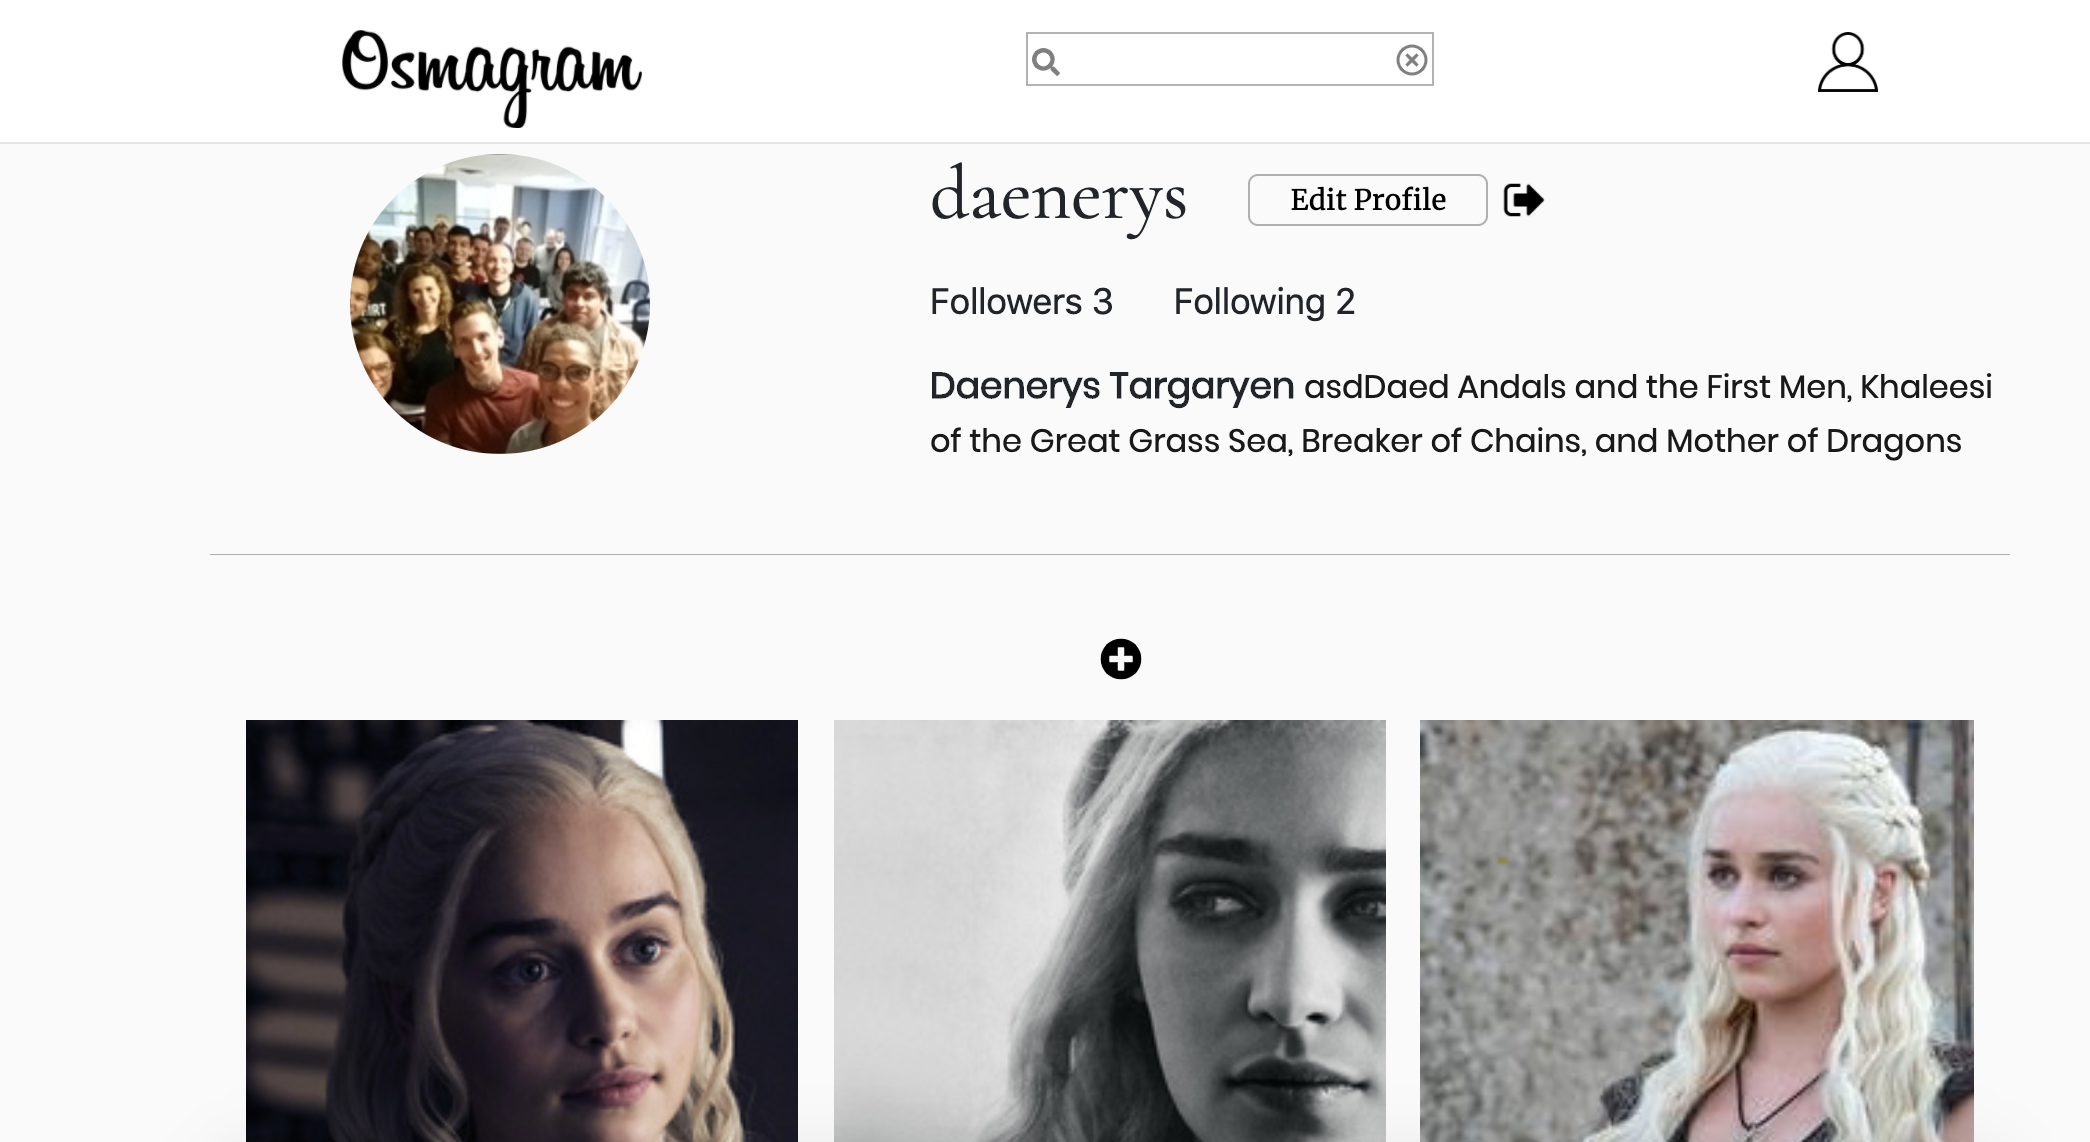 Osmagram
daenerys
Edit Profile
Followers 3 Following 2
Daenerys Targaryen asdDaed Andals and the First Men, Khaleesi
of the Great Grass Sea, Breaker of Chains, and Mother of Dragons